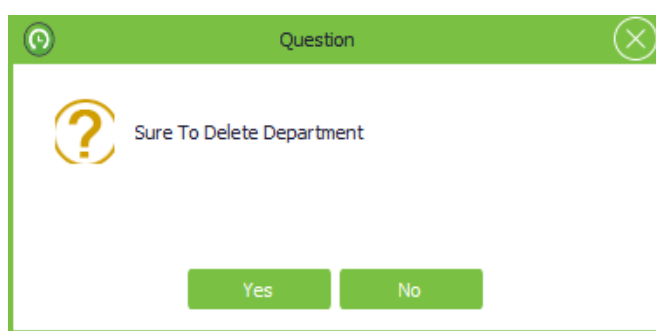 Question
Sure To Delete Department
Yes No